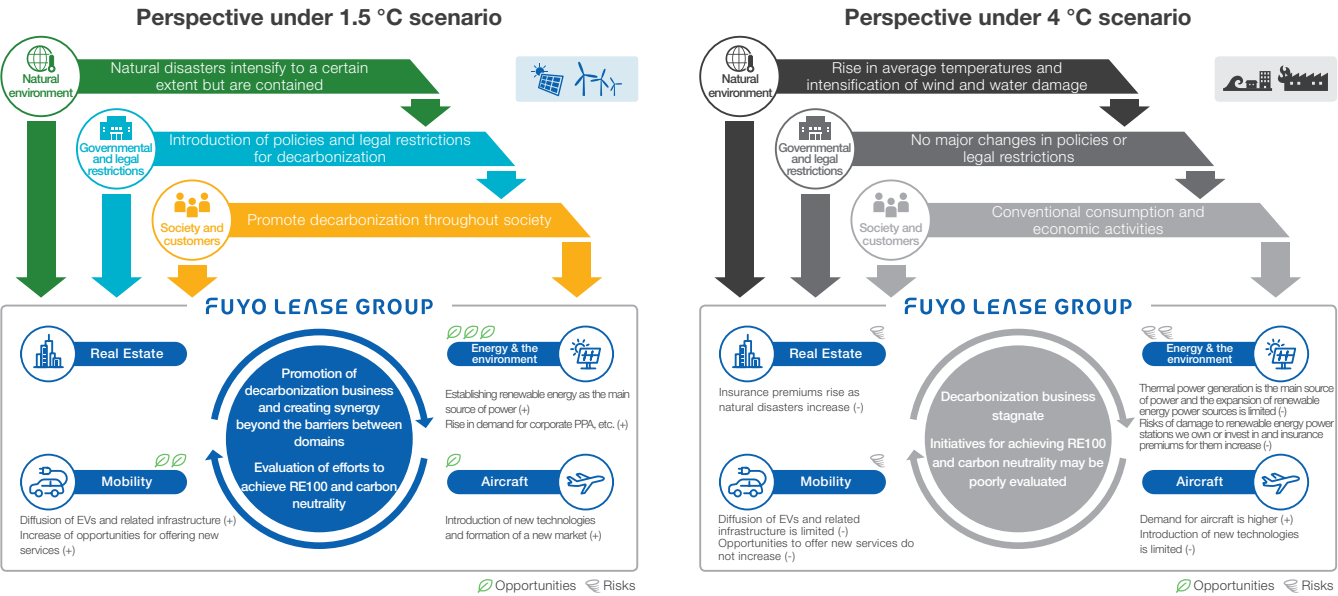 Perspective under 1.5 °C scenario
Natural
environment
Natural disasters intensify to a certain
extent but are contained
Governmental
and legal
restrictions
Introduction of policies and legal restrictions
for decarbonization
Society and
customers
Promote decarbonization throughout society
FUYO LEASE GROUP
Real Estate
Promotion of
decarbonization business
and creating synergy
beyond the barriers between
domains
Evaluation of efforts to
achieve RE100 and carbon
neutrality
Energy & the
environment
Establishing renewable energy as the main
source of power (+)
Rise in demand for corporate PPA, etc. (+)
Mobility
Diffusion of EVs and related infrastructure (+)
Increase of opportunities for offering new
services (+)
Aircraft
Introduction of new technologies
and formation of a new market (+)
Opportunities Risks
Perspective under 4 °C scenario
Natural
environment
Rise in average temperatures and
intensification of wind and water damage
Governmental
and legal
restrictions
No major changes in policies or
legal restrictions
Society and
customers
Conventional consumption and
economic activities
FUYO LEASE GROUP
Real Estate
Insurance premiums rise as
natural disasters increase (-)
Decarbonization business
stagnate
Initiatives for achieving RE100
and carbon neutrality may be
poorly evaluated
Energy & the
environment
Thermal power generation is the main source
of power and the expansion of renewable
energy power sources is limited (-)
Risks of damage to renewable energy power
stations we own or invest in and insurance
premiums for them increase (-)
Mobility
Diffusion of EVs and related
infrastructure is limited (-)
Opportunities to offer new services do
not increase (-)
Aircraft
Demand for aircraft is higher (+)
Introduction of new technologies
is limited (-)
Opportunities Risks